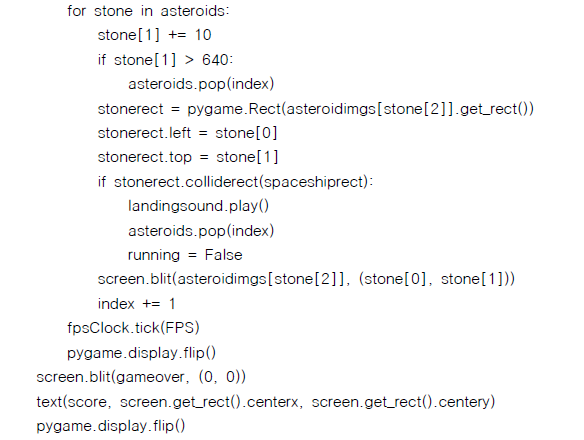 for stone in asteroids:
stone[1] += 10
if stone[1] > 640:
asteroids.pop(index)
stonerect = pygame.Rect(asteroidimgs[stone[2]].get_rect())
stonerect.left = stone[0]
stonerect.top = stone[1]
if stonerect.colliderect(spaceshiprect):
landingsound.play()
asteroids.pop(index)
running = False
screen.blit(asteroidimgs[stone[2]], (stone[0], stone[1]))
index += 1
fpsClock.tick(FPS)
pygame.display.flip()
screen.blit(gameover, (0, 0))
text(score, screen.get_rect().centerx, screen.get_rect().centery)
pygame.display.flip()